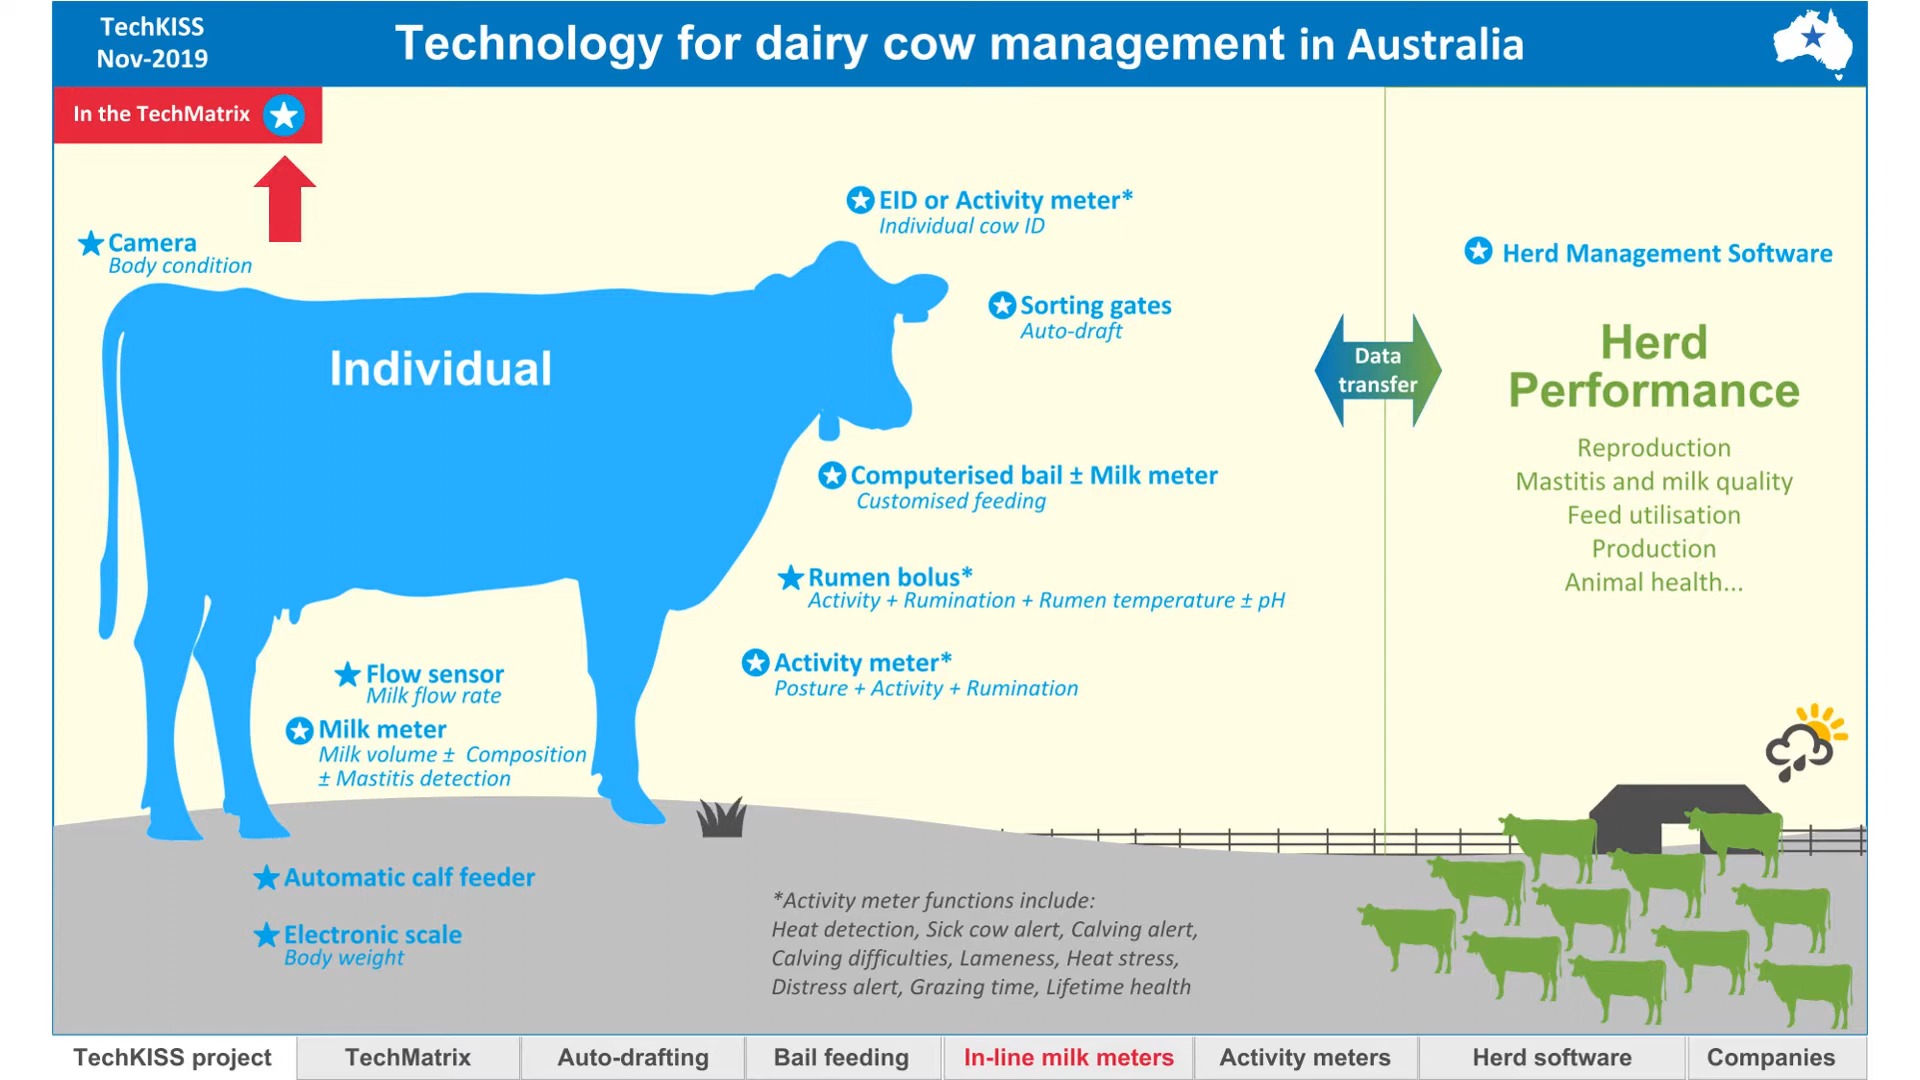 TechKISS
Nov-2019
Technology for dairy cow management in Australia
In the TechMatrix
EID or Activity meter*
Individual cow ID
Camera
Body condition
Herd Management Software
Sorting gates
Auto-draft
Individual
Data
transfer
Herd
Performance
Reproduction
Mastitis and milk quality
Feed utilisation
Production
Animal health...
Computerised bail ± Milk meter
Customised feeding
Rumen bolus*
Activity + Rumination + Rumen temperature ± pH
Activity meter*
Posture + Activity + Rumination
Flow sensor
Milk flow rate
Milk meter
Milk volume ± Composition
± Mastitis detection
Automatic calf feeder
Electronic scale
Body weight
*Activity meter functions include:
Heat detection, Sick cow alert, Calving alert,
Calving difficulties, Lameness, Heat stress,
Distress alert, Grazing time, Lifetime health
TechKISS project
TechMatrix
Auto-drafting
Bail feeding
In-line milk meters
Activity meters
Herd software
Companies